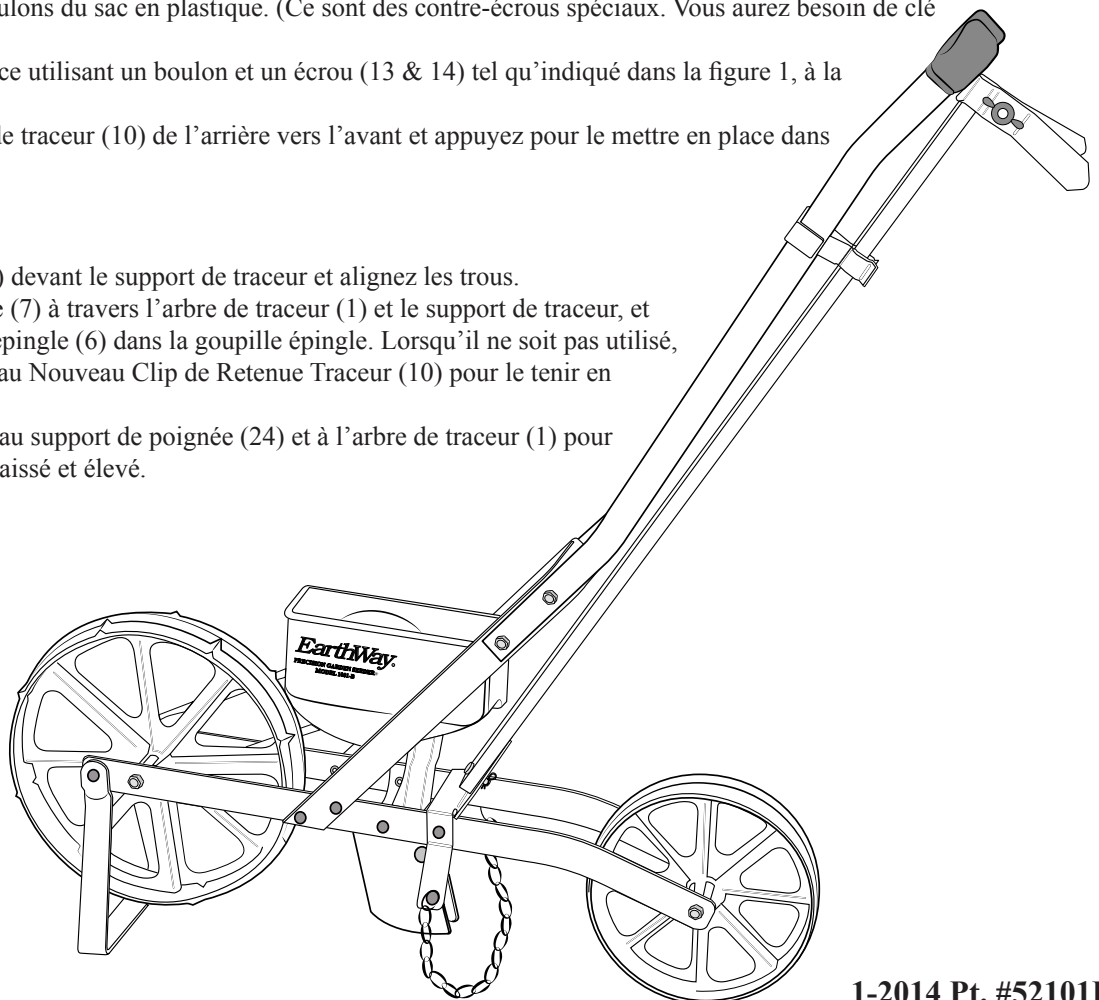 ulons du sac en plastique. (Ce sont des contre-écrous spéciaux. Vous aurez besoin de clé
ce utilisant un boulon et un écrou (13 & 14) tel qu’indiqué dans la figure 1, à la
le traceur (10) de l’arrière vers l’avant et appuyez pour le mettre en place dans
) devant le support de traceur et alignez les trous.
e (7) à travers l’arbre de traceur (1) et le support de traceur, et
épingle (6) dans la goupille épingle. Lorsqu’il ne soit pas utilisé,
au Nouveau Clip de Retenue Traceur (10) pour le tenir en
au support de poignée (24) et à l’arbre de traceur (1) pour
aissé et élevé.
EarthWay®
PRECISION GARDEN SEEDER
MODEL 1001-B
1-2014 Pt. #52101